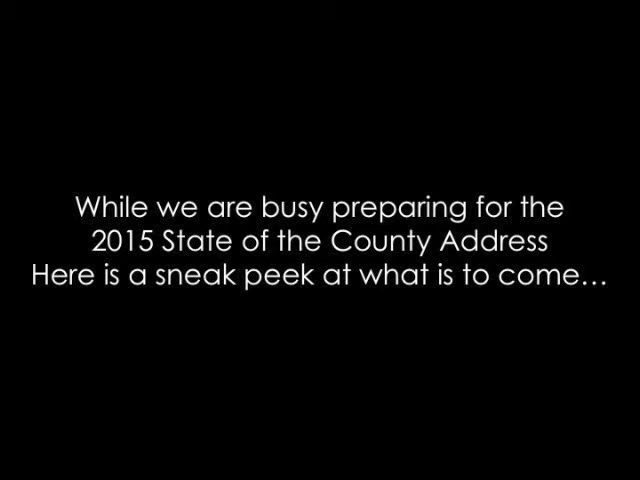 While we are busy preparing for the
2015 State of the County Address
Here is a sneak peek at what is to come…